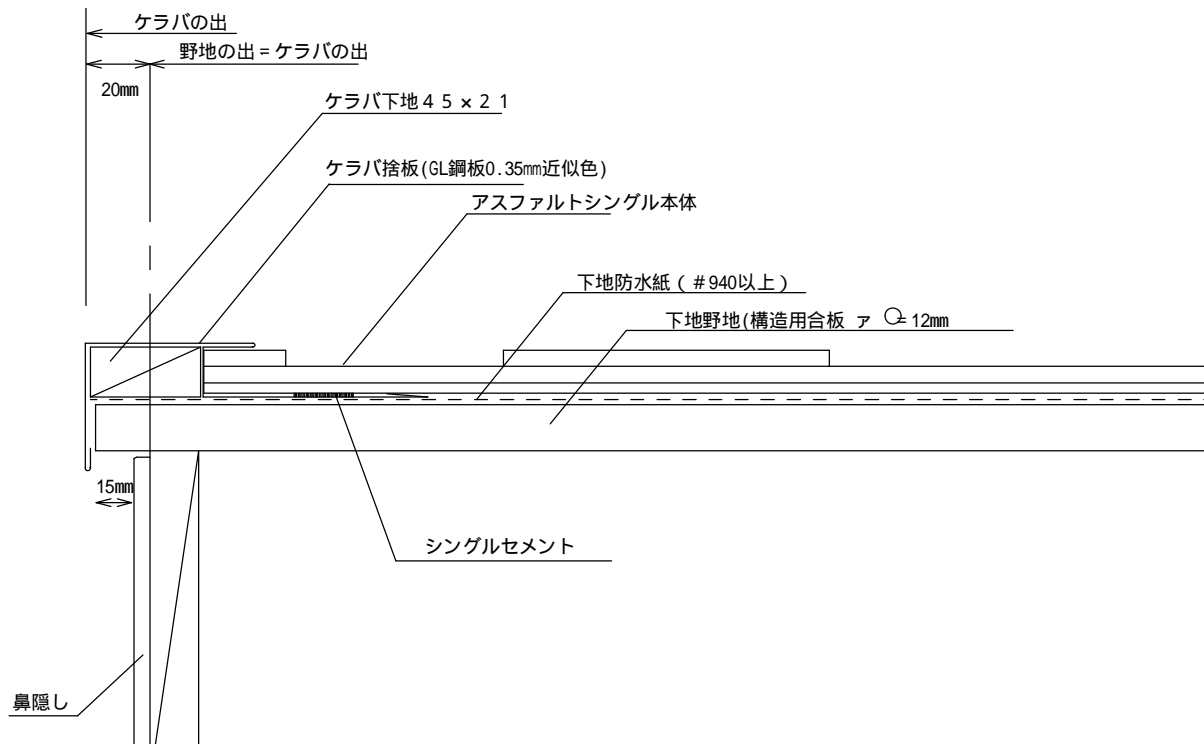 ケラバの出
野地の出=ケラバの出
20mm
ケラバ下地45×21
ケラバ捨板(GL鋼板0.35mm近似色)
アスファルトシングル本体
下地防水紙(#940以上)
下地野地(構造用合板 ァ =12mm
15mm
シングルセメント
鼻隠し